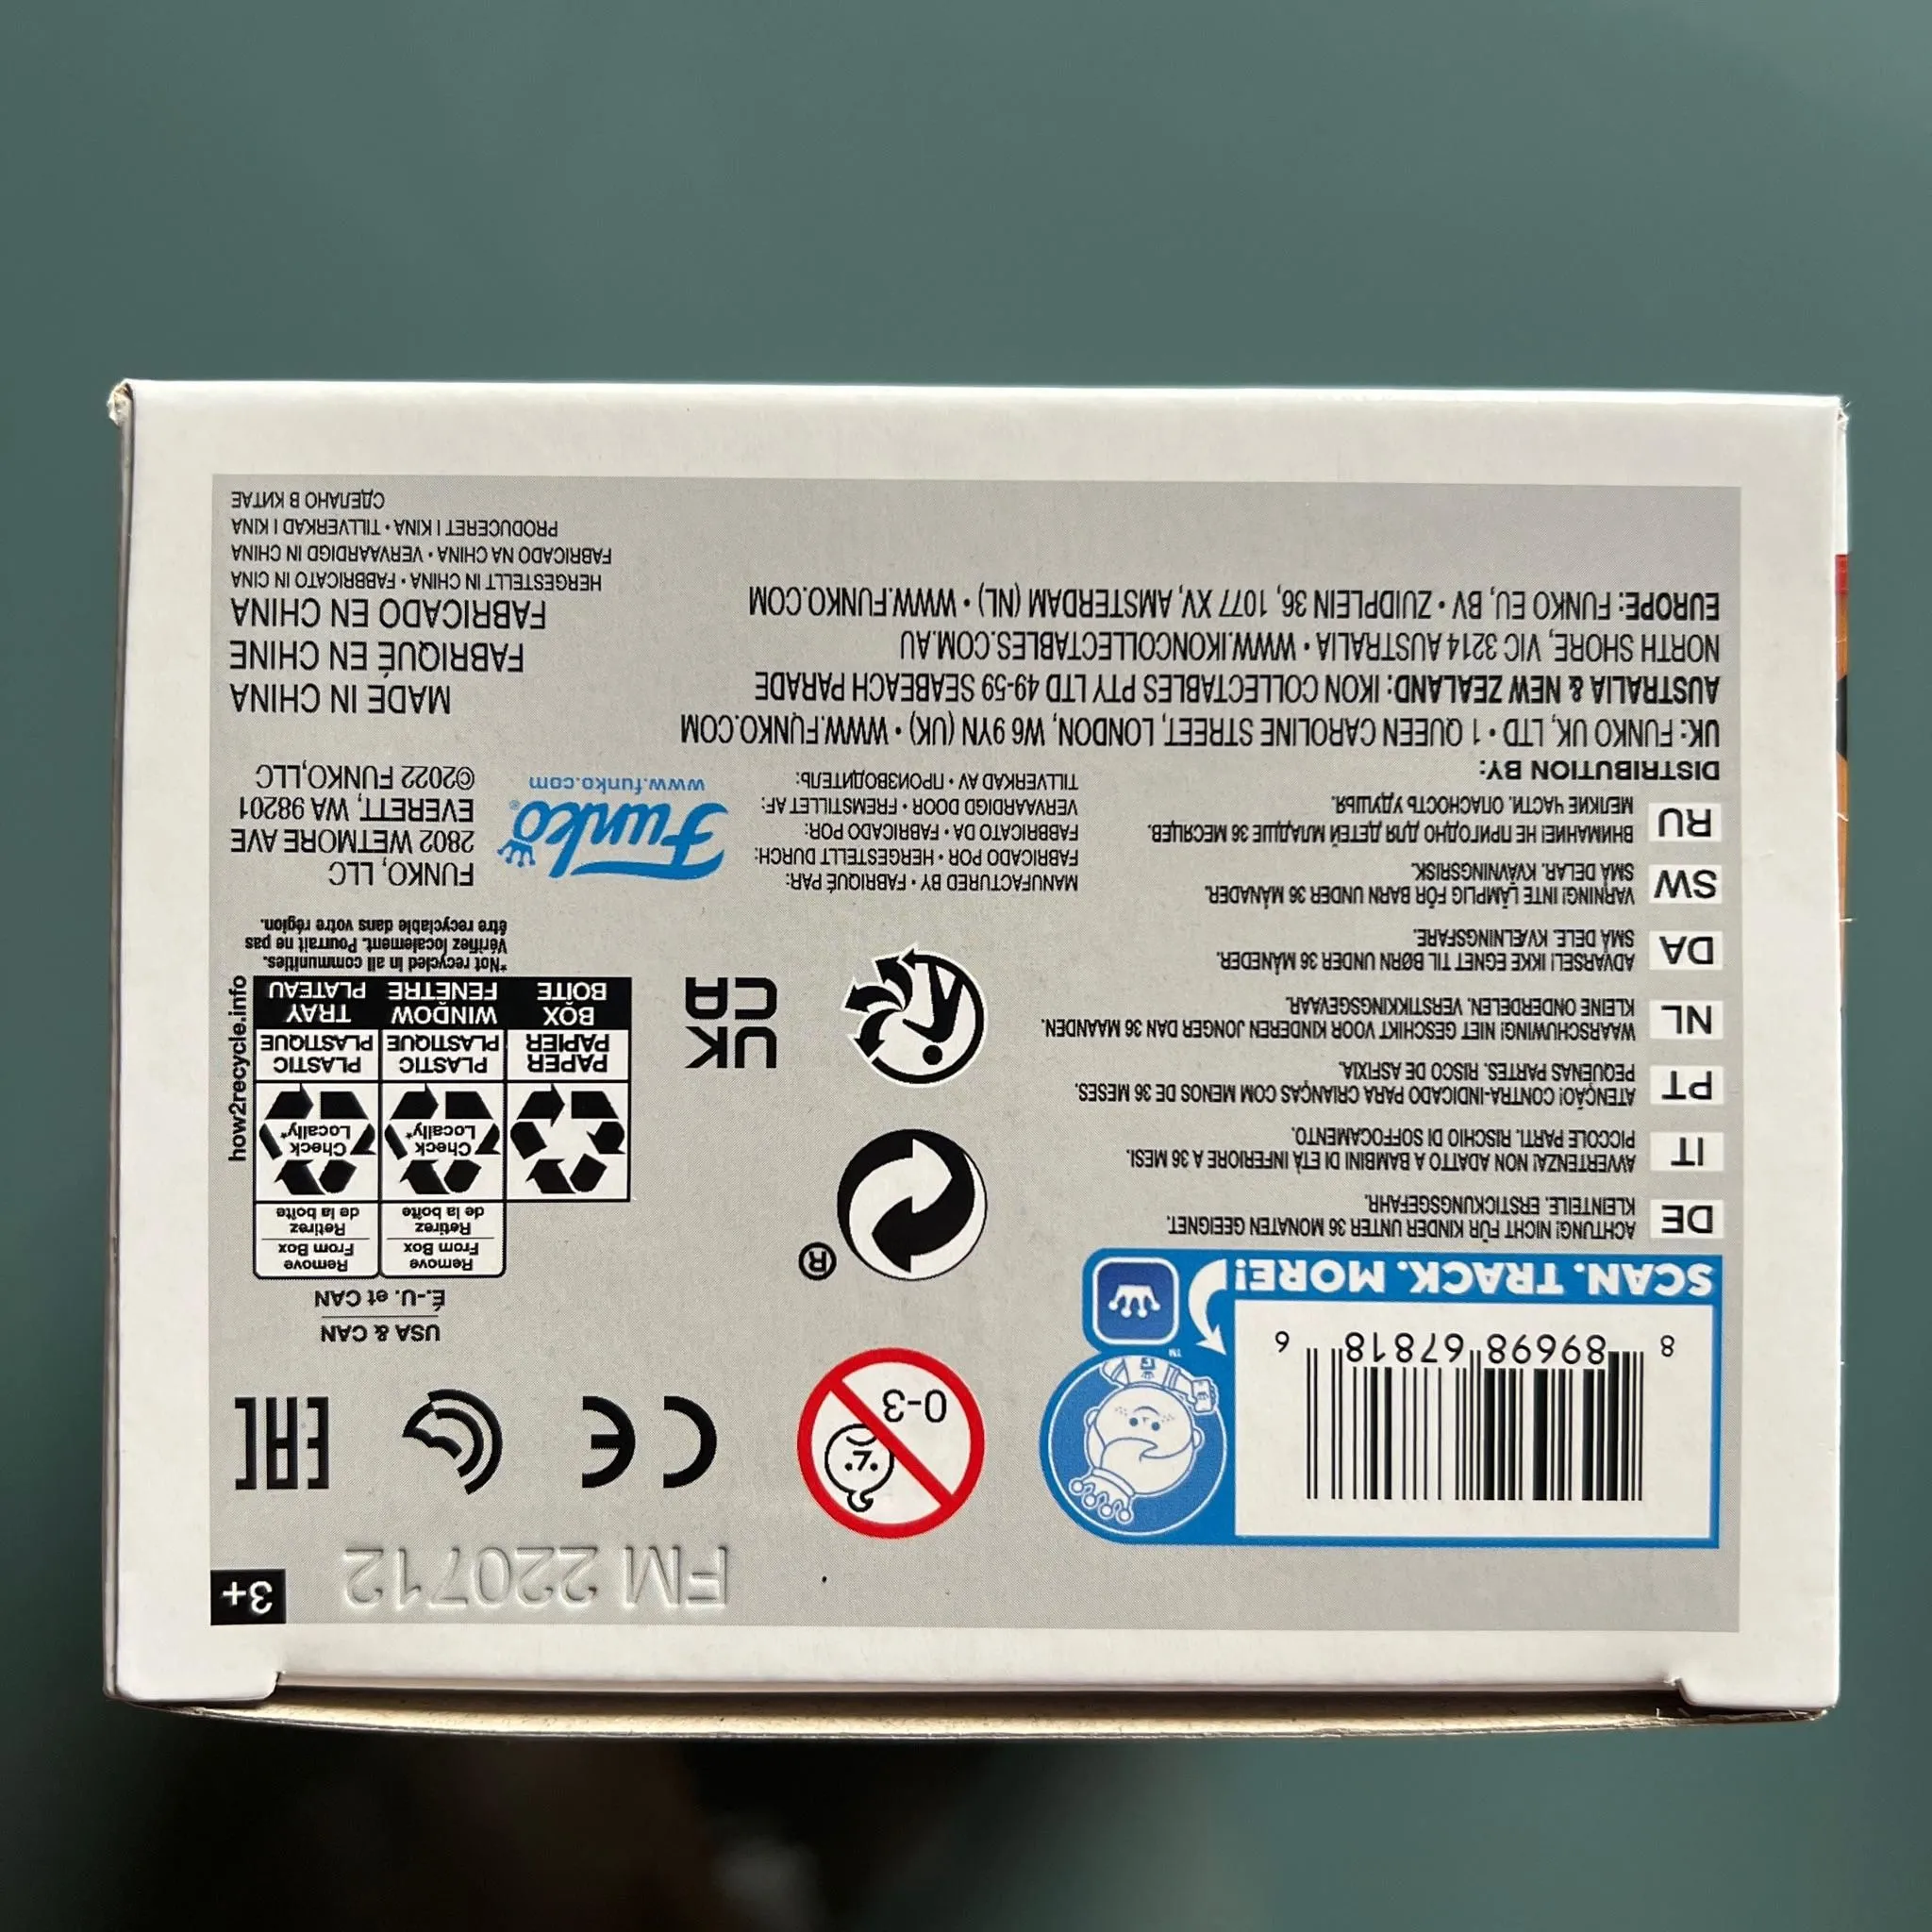 3+
FM 220712
8 89698 67818 6
SCAN. TRACK. MORE!
TM
0-3
CE
EAC
USA & CAN
É.-U. et CAN
Remove
From Box
Retirez
de la boîte
Remove
From Box
Retirez
de la boîte
Check
Locally*
Check
Locally*
PAPER
PAPIER
PLASTIC
PLASTIQUE
PLASTIC
PLASTIQUE
BOX
BOÎTE
WINDOW
FENÊTRE
TRAY
PLATEAU
how2recycle.info
*Not recycled in all communities.
Vérifiez localement. Pourrait ne pas
être recyclable dans votre région.
®
UK
CA
DE
ACHTUNG! NICHT FÜR KINDER UNTER 36 MONATEN GEEIGNET.
KLEINTEILE. ERSTICKUNGSGEFAHR.
IT
AVVERTENZA! NON ADATTO A BAMBINI DI ETÀ INFERIORE A 36 MESI.
PICCOLE PARTI. RISCHIO DI SOFFOCAMENTO.
PT
ATENÇÃO! CONTRA-INDICADO PARA CRIANÇAS COM MENOS DE 36 MESES.
PEQUENAS PARTES. RISCO DE ASFIXIA.
NL
WAARSCHUWING! NIET GESCHIKT VOOR KINDEREN JONGER DAN 36 MAANDEN.
KLEINE ONDERDELEN. VERSTIKKINGSGEVAAR.
DA
ADVARSEL! IKKE EGNET TIL BØRN UNDER 36 MÅNEDER.
SMÅ DELE. KVÆLNINGSFARE.
SW
VARNING! INTE LÄMPLIG FÖR BARN UNDER 36 MÅNADER.
SMÅ DELAR. KVÄVNINGSRISK.
RU
ВНИМАНИЕ! НЕ ПРИГОДНО ДЛЯ ДЕТЕЙ МЛАДШЕ 36 МЕСЯЦЕВ.
МЕЛКИЕ ЧАСТИ. ОПАСНОСТЬ УДУШЬЯ.
MANUFACTURED BY • FABRIQUÉ PAR:
FABRICADO POR • HERGESTELLT DURCH:
FABBRICATO DA • FABRICADO POR:
VERVAARDIGD DOOR • FREMSTILLET AF:
TILLVERKAD AV • ПРОИЗВОДИТЕЛЬ:
Funko®
www.funko.com
FUNKO, LLC
2802 WETMORE AVE
EVERETT, WA 98201
©2022 FUNKO,LLC
DISTRIBUTION BY:
UK: FUNKO UK, LTD • 1 QUEEN CAROLINE STREET, LONDON, W6 9YN (UK) • WWW.FUNKO.COM
AUSTRALIA & NEW ZEALAND: IKON COLLECTABLES PTY LTD 49-59 SEABEACH PARADE
NORTH SHORE, VIC 3214 AUSTRALIA • WWW.IKONCOLLECTABLES.COM.AU
EUROPE: FUNKO EU, BV • ZUIDPLEIN 36, 1077 XV, AMSTERDAM (NL) • WWW.FUNKO.COM
MADE IN CHINA
FABRIQUÉ EN CHINE
FABRICADO EN CHINA
HERGESTELLT IN CHINA • FABBRICATO IN CINA
FABRICADO NA CHINA • VERVAARDIGD IN CHINA
PRODUCERET I KINA • TILLVERKAD I KINA
СДЕЛАНО В КИТАЕ